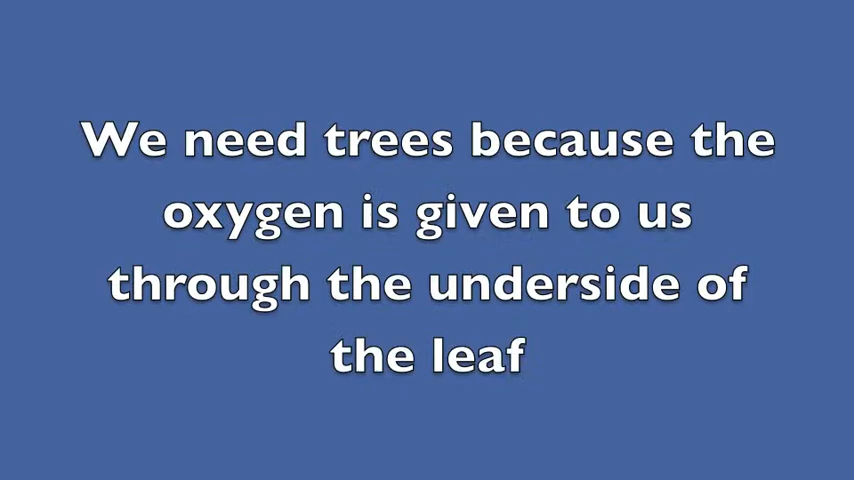 We need trees because the
oxygen is given to us
through the underside of
the leaf